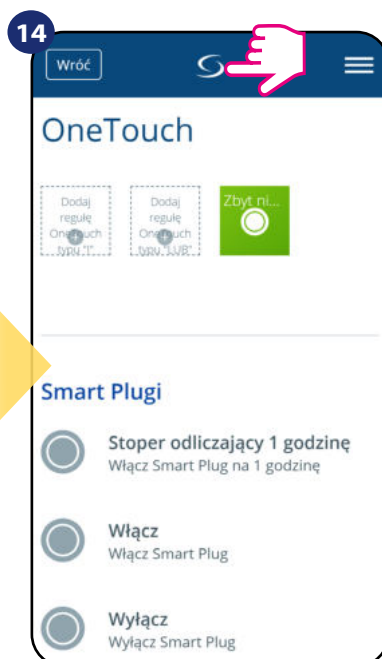 14
Wróć
OneTouch
Dodaj
regułę
OneTouch
typu "I"
Dodaj
regułę
OneTouch
typu "LUB"
Zbyt ni...
Smart Plugi
Stoper odliczający 1 godzinę
Włącz Smart Plug na 1 godzinę
Włącz
Włącz Smart Plug
Wyłącz
Wyłącz Smart Plug